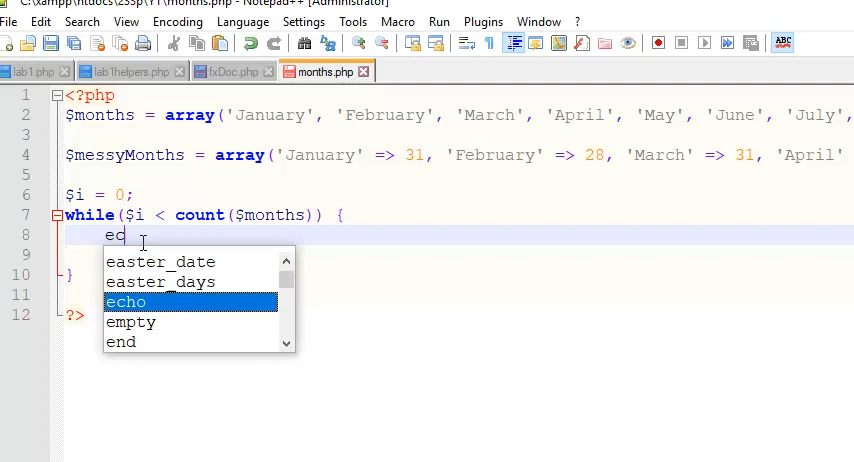 C:\xampp\htdocs\233p\Y1\months.php - Notepad++ [Administrator]
File Edit Search View Encoding Language Settings Tools Macro Run Plugins Window ?
lab1.php lab1helpers.php fxDoc.php months.php
1 <?php
2 $months = array('January', 'February', 'March', 'April', 'May', 'June', 'July',
3
4 $messyMonths = array('January' => 31, 'February' => 28, 'March' => 31, 'April'
5
6 $i = 0;
7 while($i < count($months)) {
8 ec
easter_date
9
easter_days
10 }
echo
11
empty
12 ?>
end